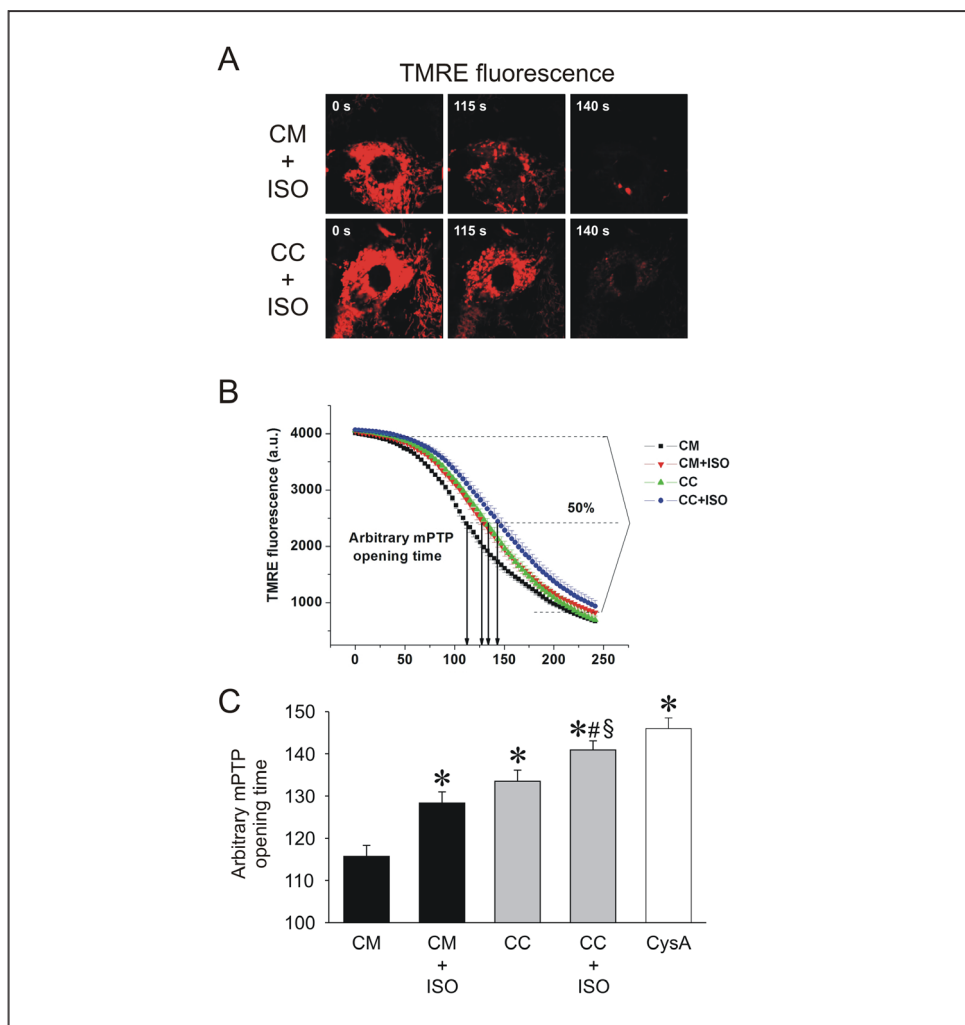 A
TMRE fluorescence
CM
+
ISO
0 s
115 s
140 s
CC
+
ISO
0 s
115 s
140 s
B
TMRE fluorescence (a.u.)
4000
3000
2000
1000
0
50
100
150
200
250
Arbitrary mPTP
opening time
50%
CM
CM+ISO
CC
CC+ISO
C
Arbitrary mPTP
opening time
150
140
130
120
110
100
*
*
*#§
*
CM
CM
+
ISO
CC
CC
+
ISO
CysA